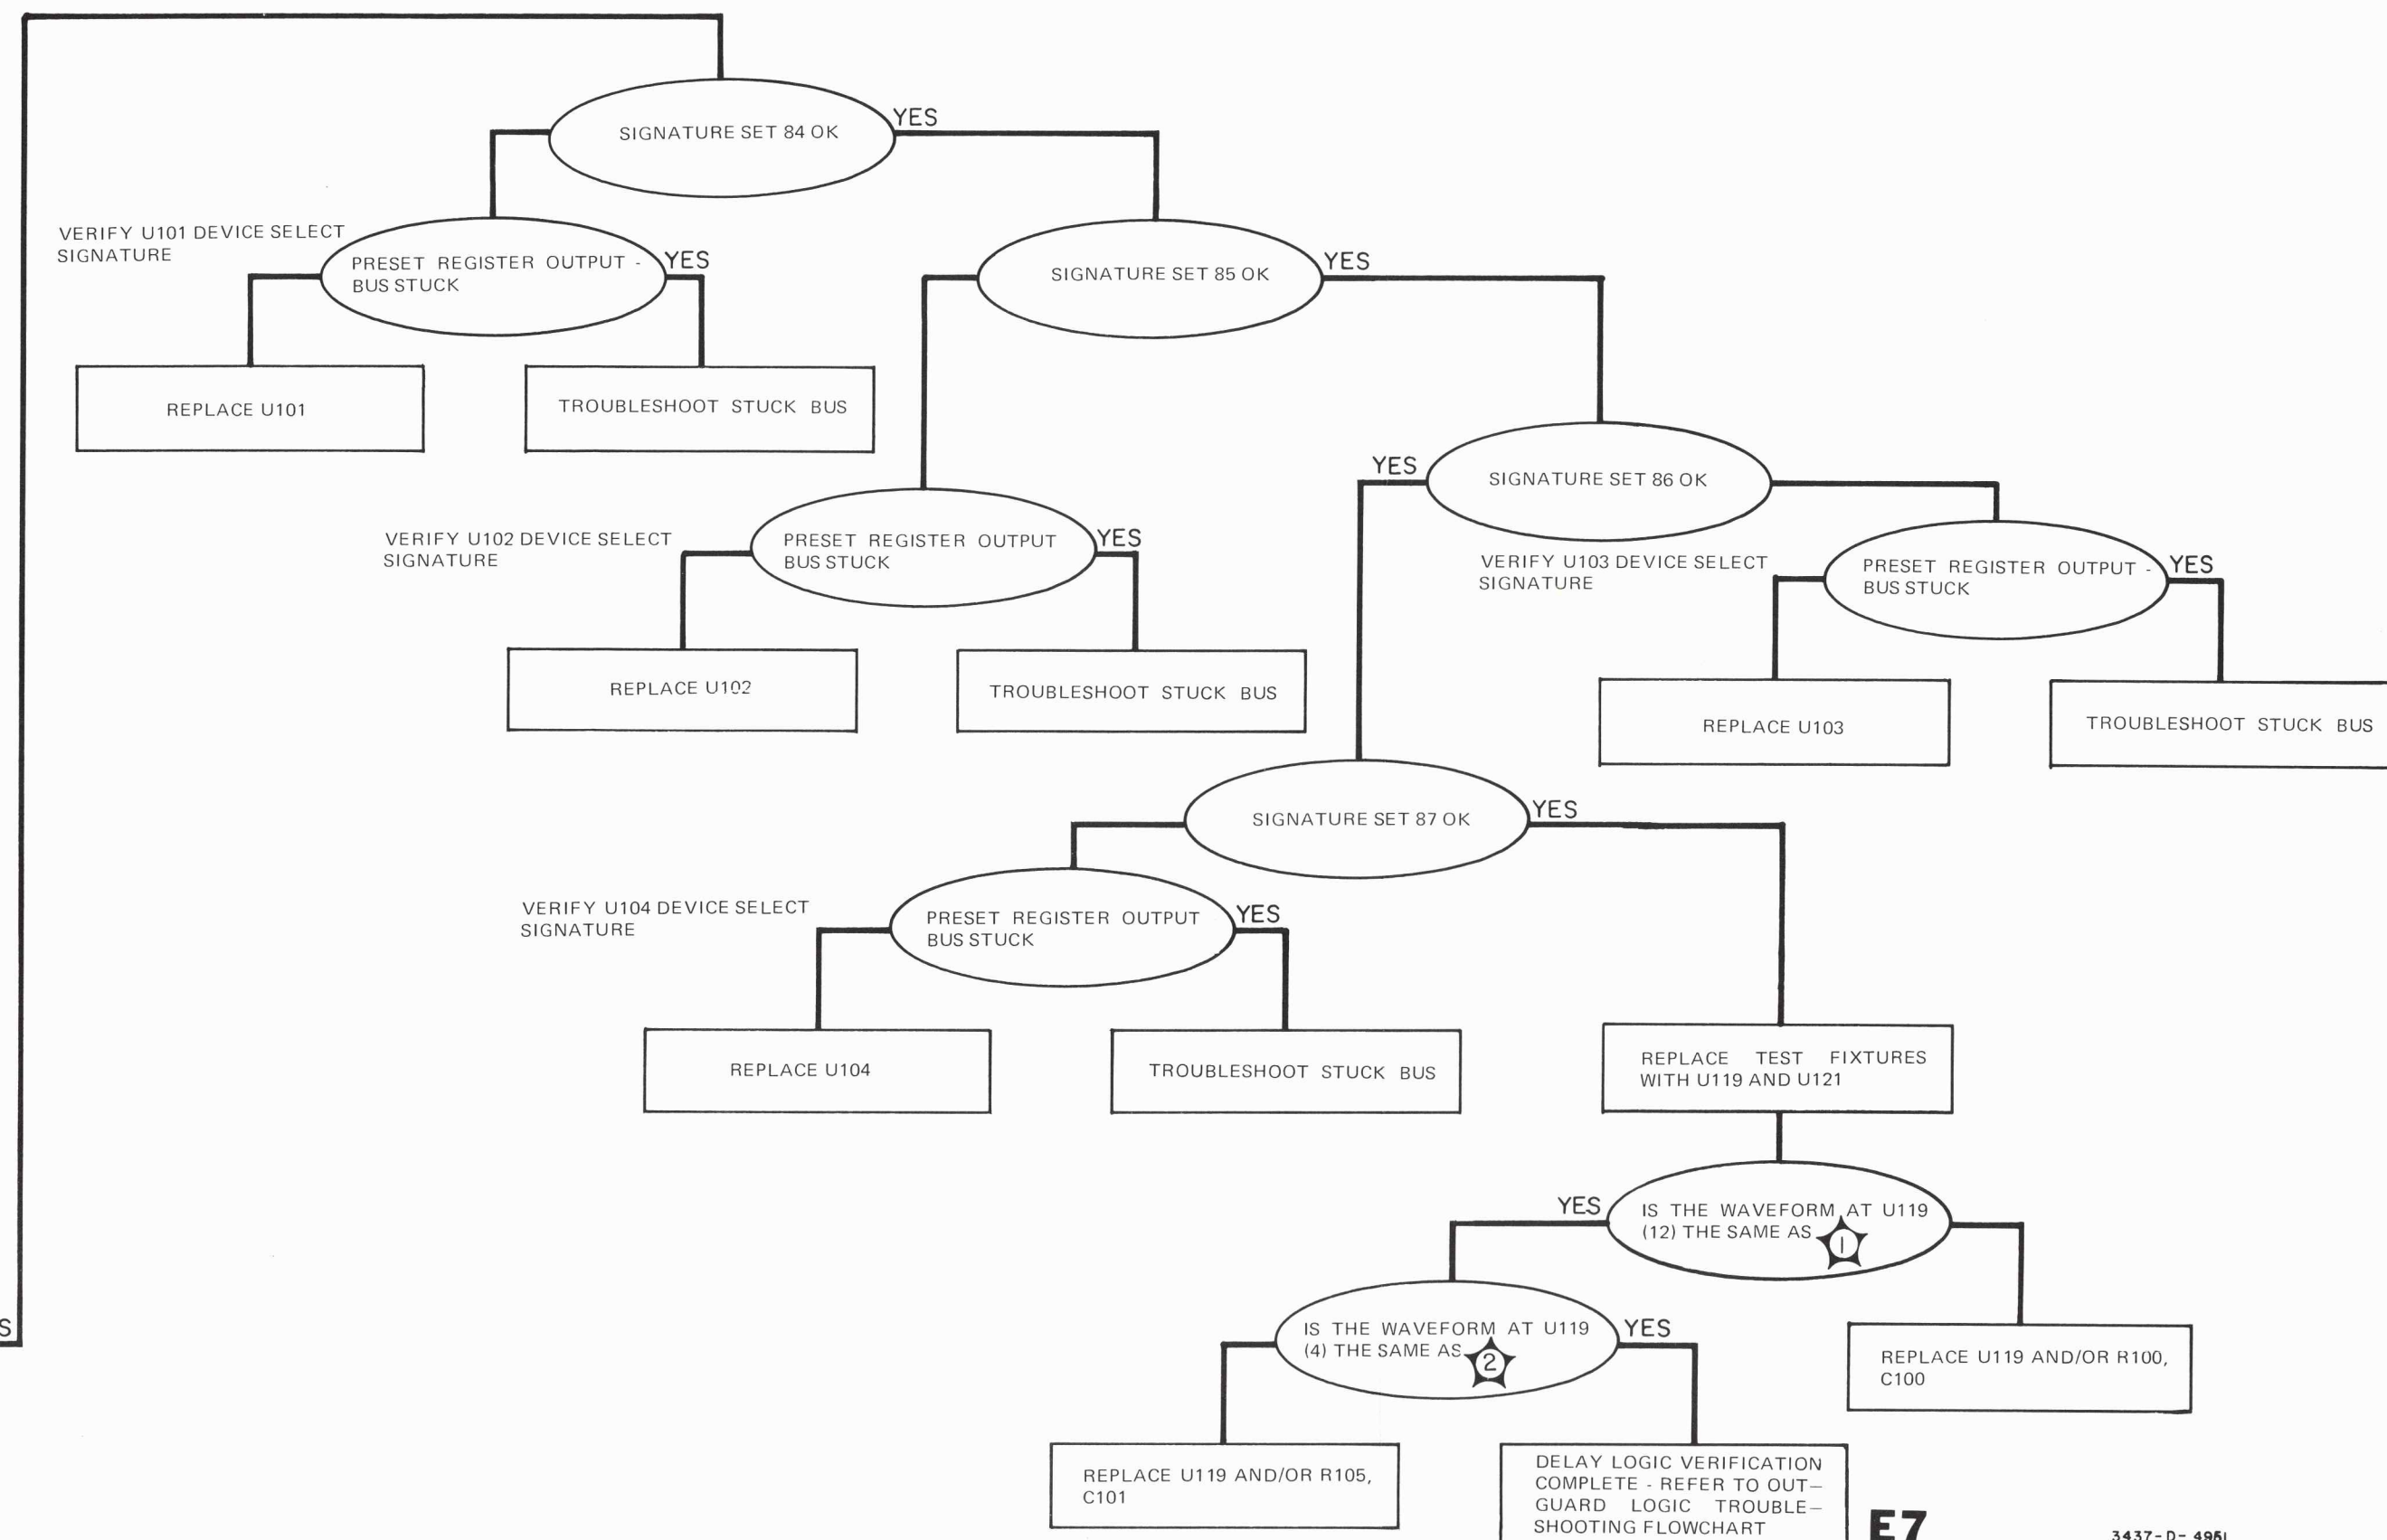 SIGNATURE SET 84 OK
YES
VERIFY U101 DEVICE SELECT
SIGNATURE
PRESET REGISTER OUTPUT -
BUS STUCK
YES
SIGNATURE SET 85 OK
YES
REPLACE U101
TROUBLESHOOT STUCK BUS
YES
SIGNATURE SET 86 OK
VERIFY U102 DEVICE SELECT
SIGNATURE
PRESET REGISTER OUTPUT
BUS STUCK
YES
VERIFY U103 DEVICE SELECT
SIGNATURE
PRESET REGISTER OUTPUT -
BUS STUCK
YES
REPLACE U102
TROUBLESHOOT STUCK BUS
REPLACE U103
TROUBLESHOOT STUCK BUS
SIGNATURE SET 87 OK
YES
VERIFY U104 DEVICE SELECT
SIGNATURE
PRESET REGISTER OUTPUT
BUS STUCK
YES
REPLACE U104
TROUBLESHOOT STUCK BUS
REPLACE TEST FIXTURES
WITH U119 AND U121
YES
IS THE WAVEFORM AT U119
(12) THE SAME AS 1
S
IS THE WAVEFORM AT U119
(4) THE SAME AS 2
YES
REPLACE U119 AND/OR R100,
C100
REPLACE U119 AND/OR R105,
C101
DELAY LOGIC VERIFICATION
COMPLETE - REFER TO OUT-
GUARD LOGIC TROUBLE-
SHOOTING FLOWCHART
E7
3437-D-4951